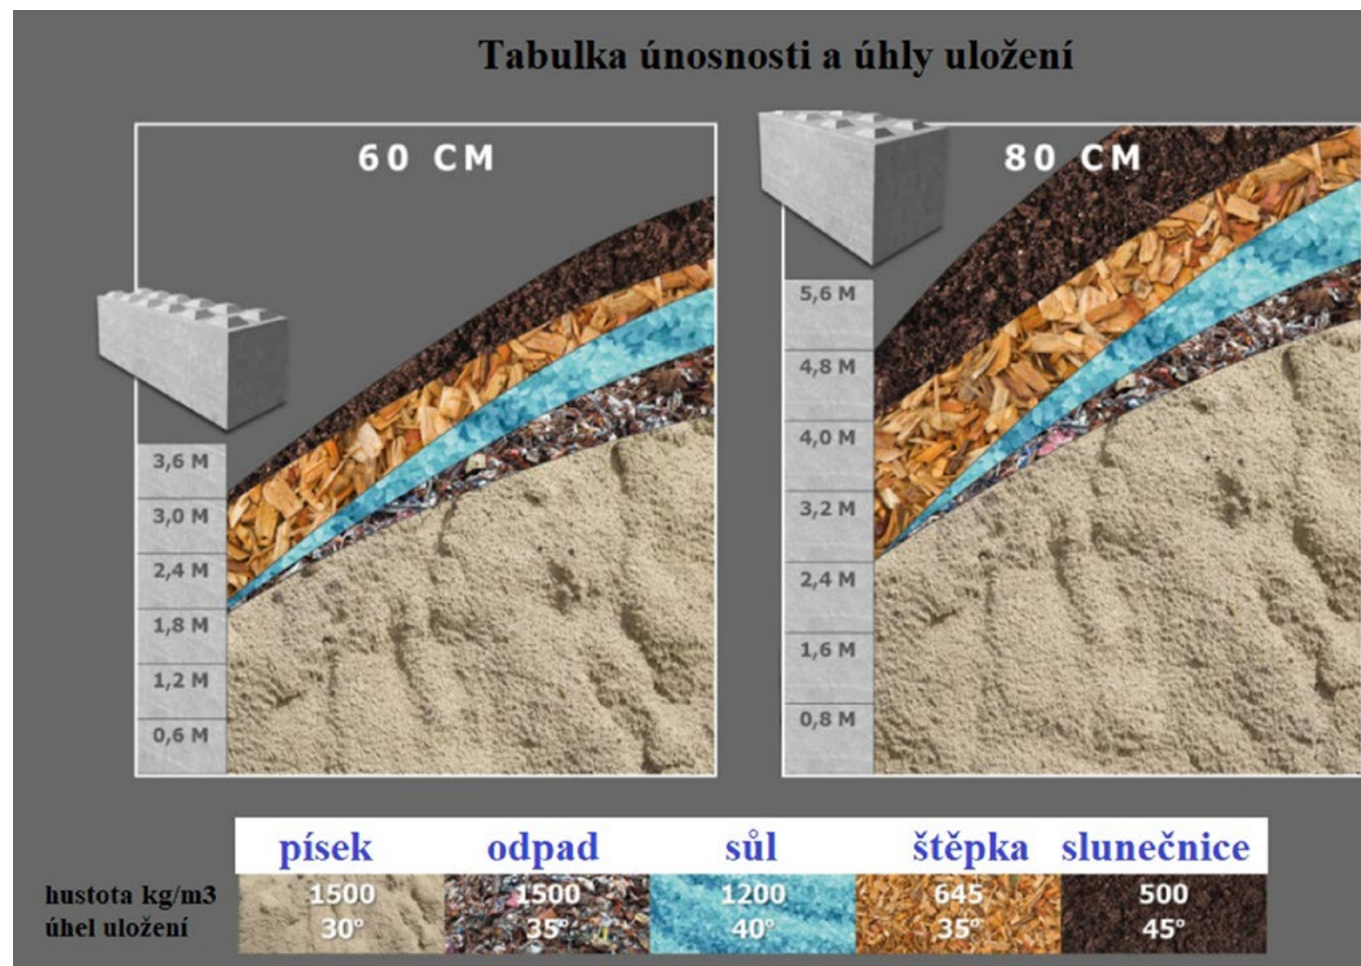 Tabulka únosnosti a úhly uložení
60 CM
3,6 M
3,0 M
2,4 M
1,8 M
1,2 M
0,6 M
80 CM
5,6 M
4,8 M
4,0 M
3,2 M
2,4 M
1,6 M
0,8 M
písek odpad sůl štěpka slunečnice
hustota kg/m3 1500 1500 1200 645 500
úhel uložení 30° 35° 40° 35° 45°